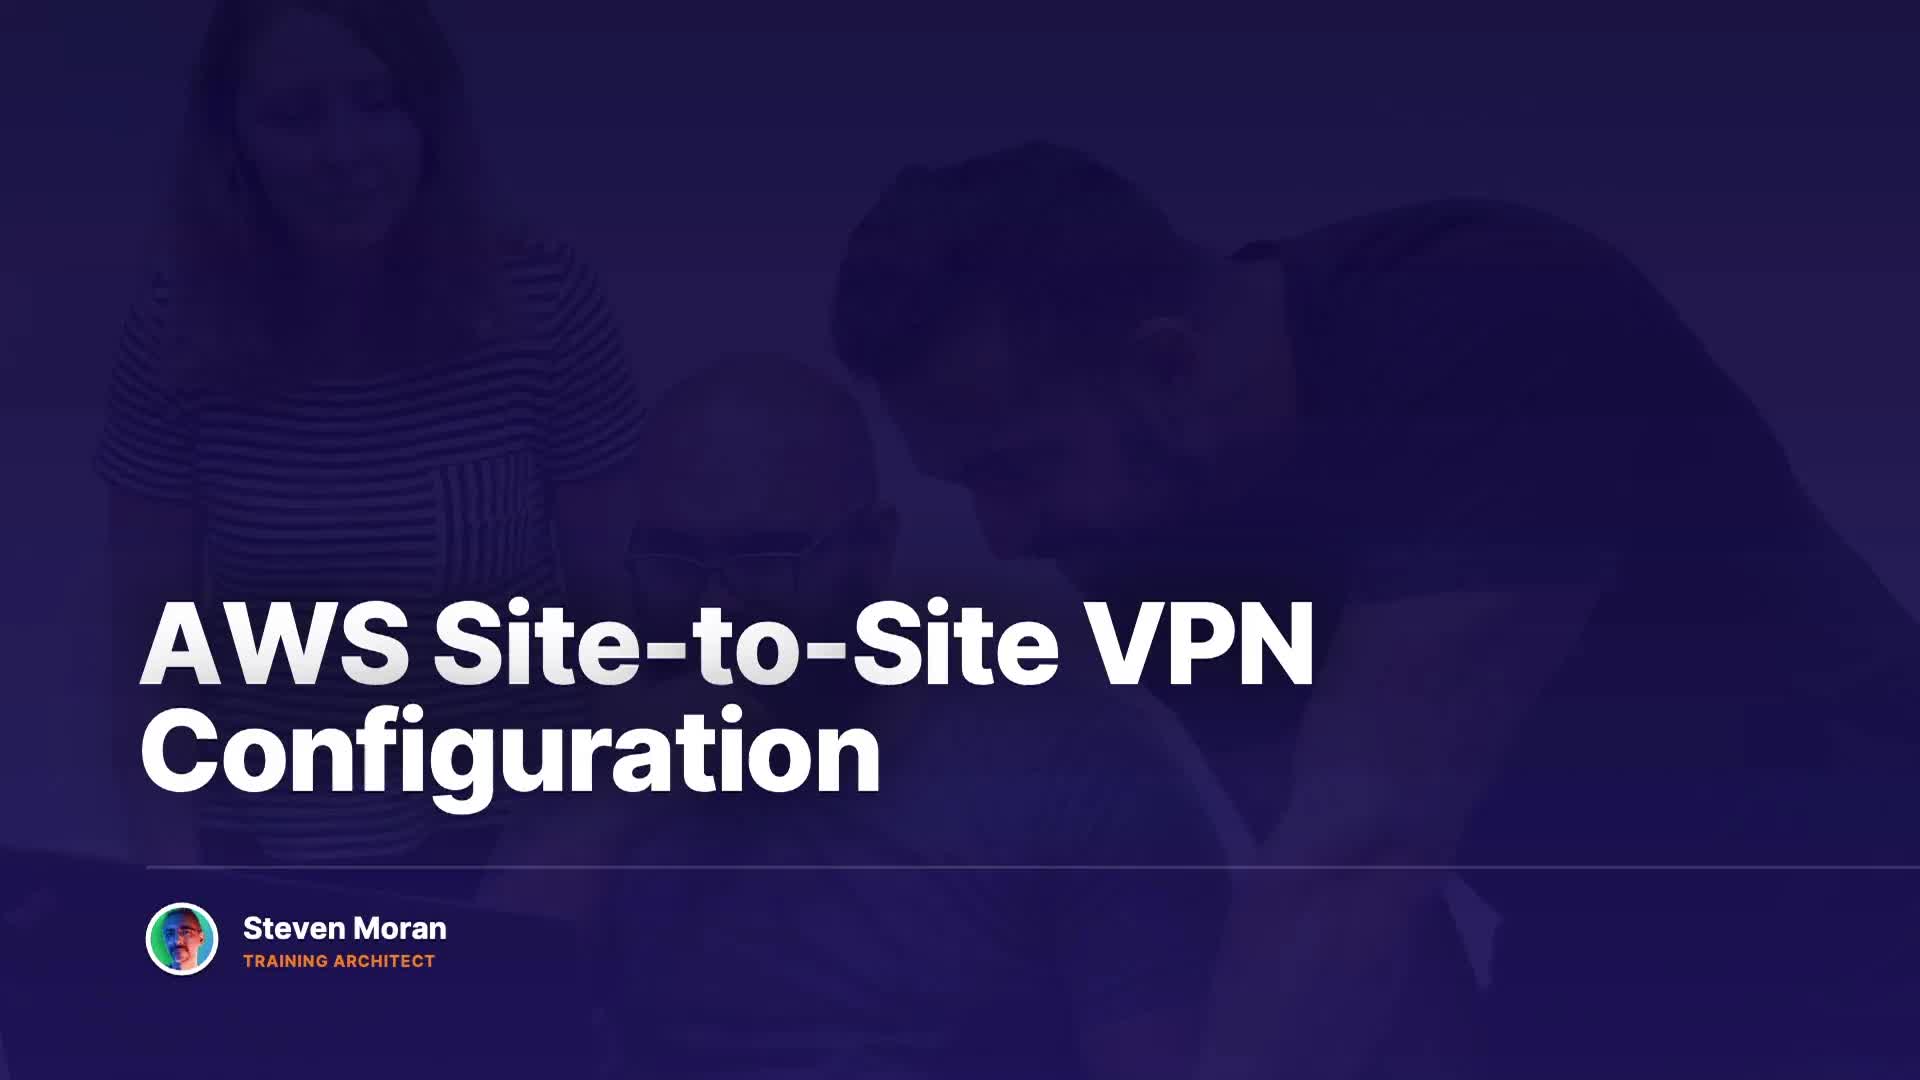 AWS Site-to-Site VPN
Configuration
Steven Moran
TRAINING ARCHITECT